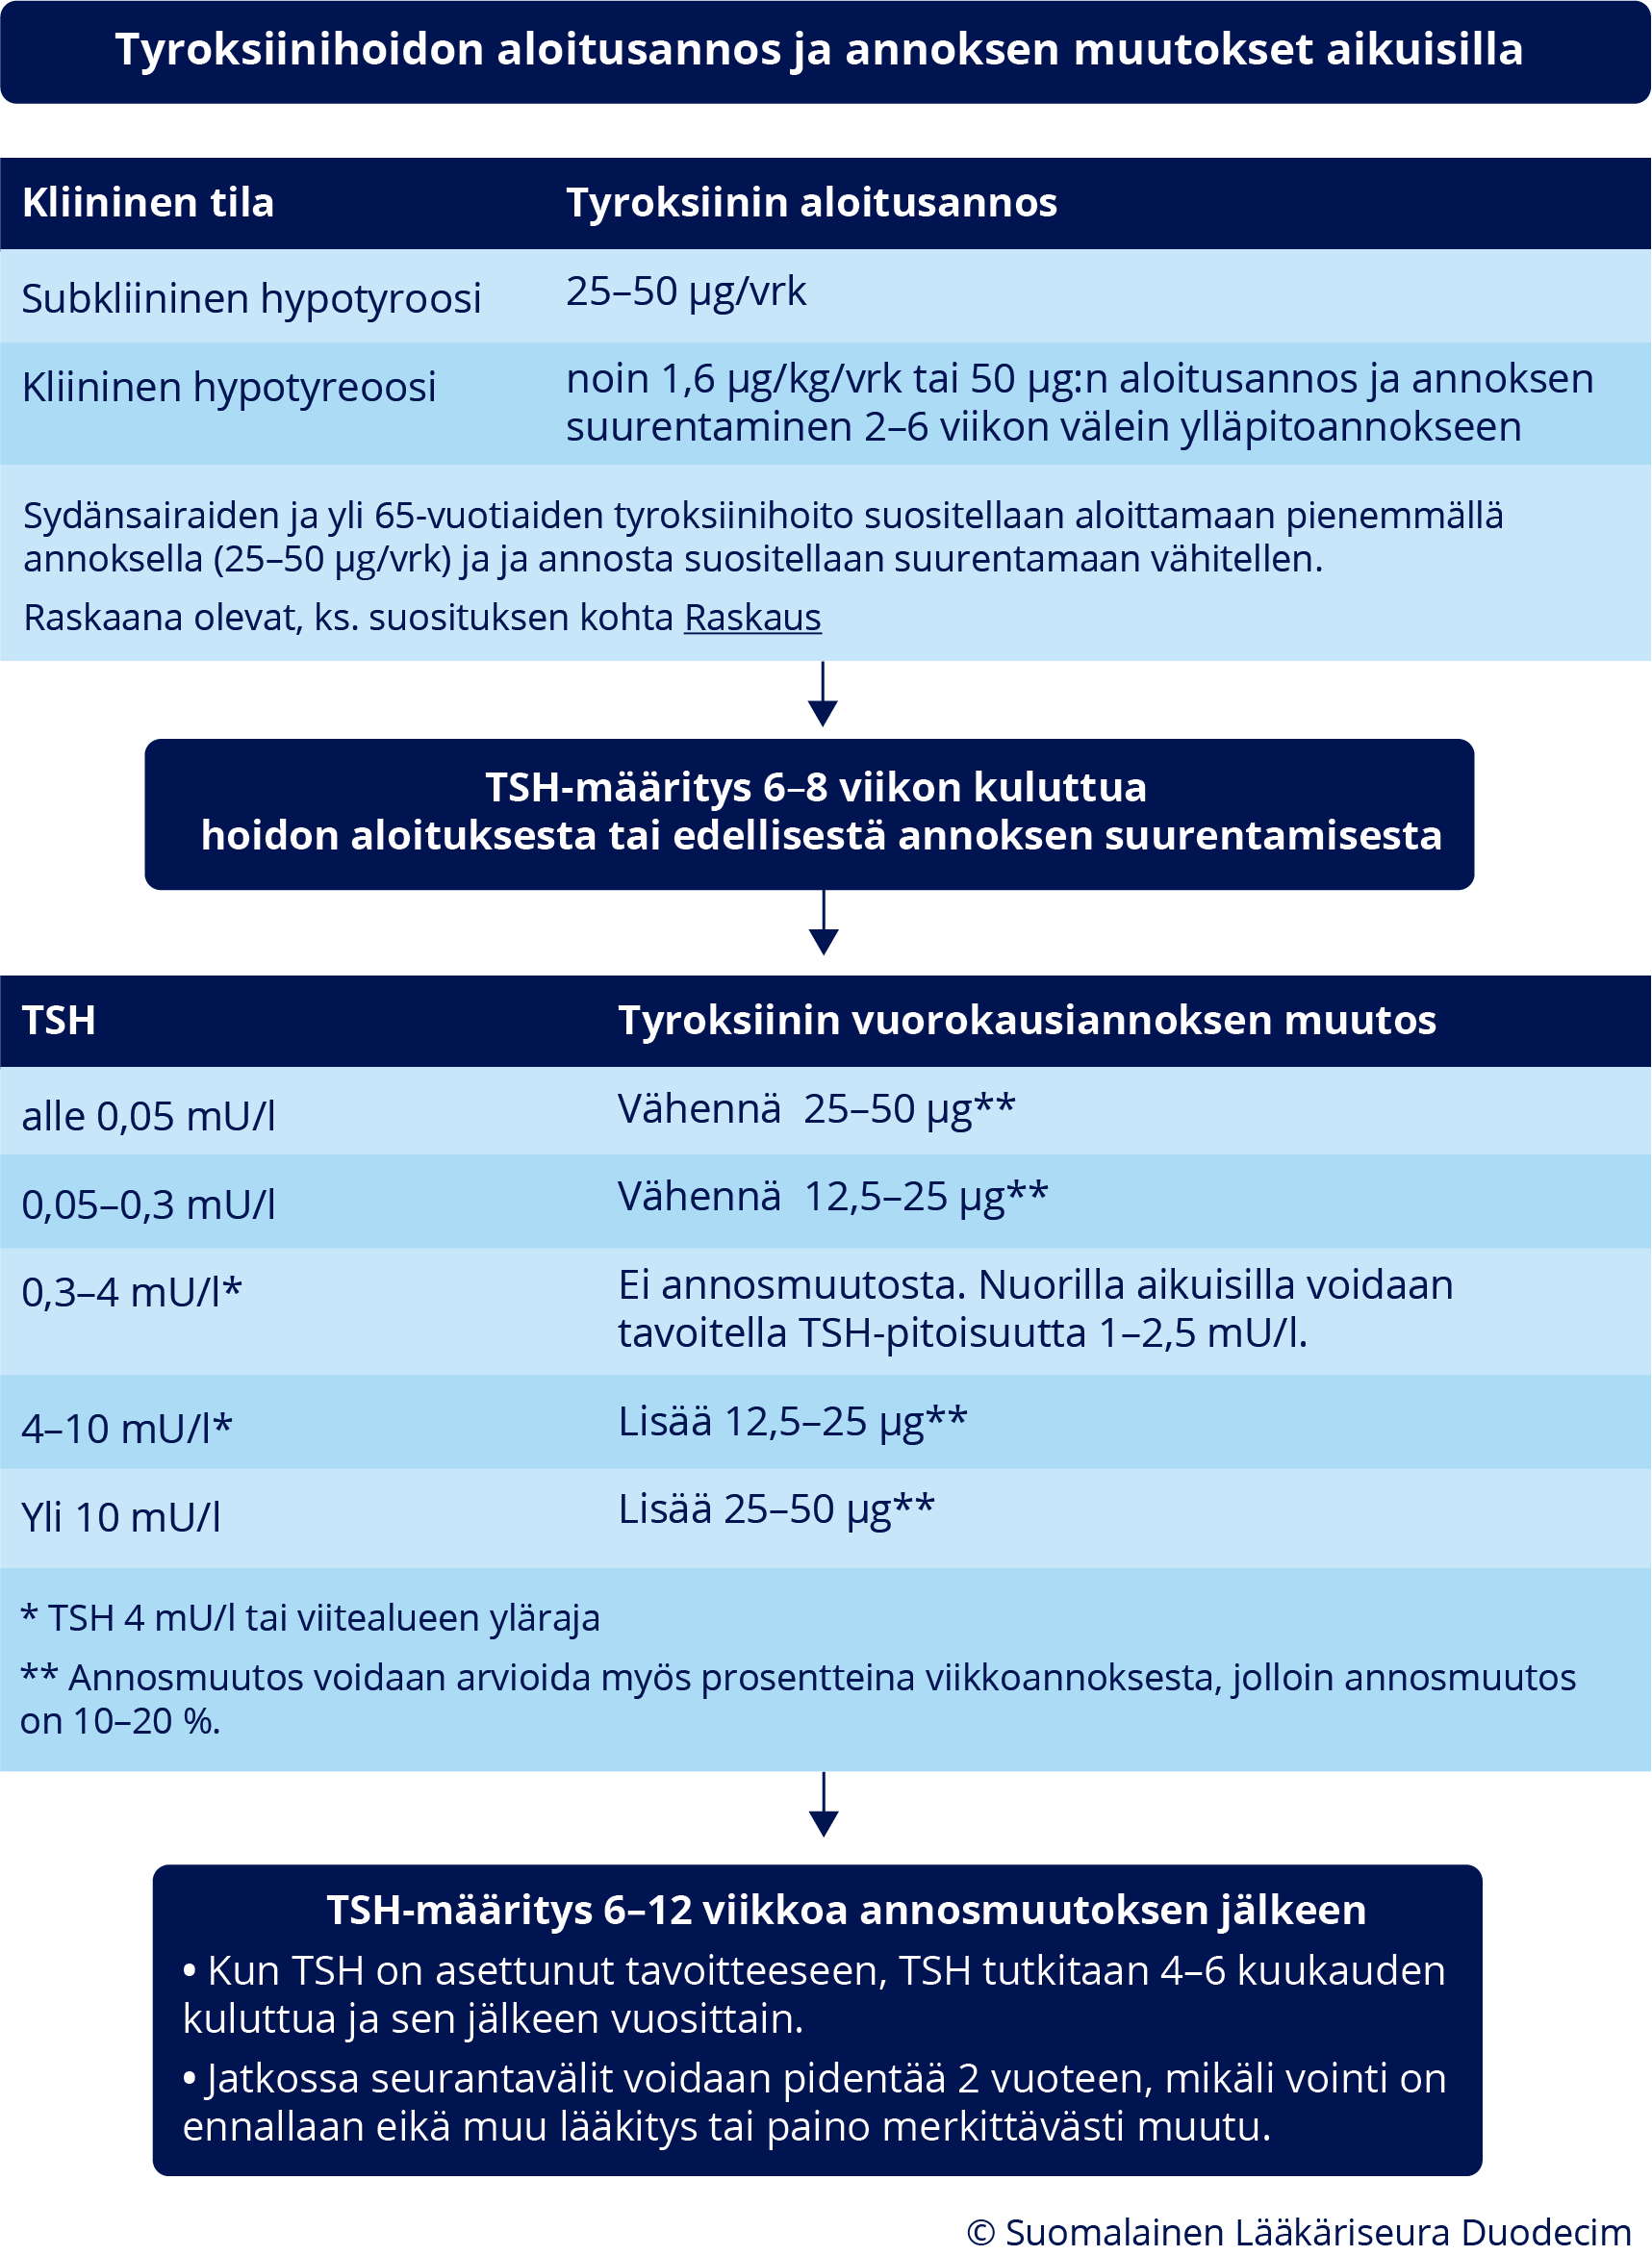 Tyroksiinihoidon aloitusannos ja annoksen muutokset aikuisilla
Kliininen tila
Tyroksiinin aloitusannos
Subkliininen hypotyroosi
25–50 µg/vrk
Kliininen hypotyreoosi
noin 1,6 µg/kg/vrk tai 50 µg:n aloitusannos ja annoksen
suurentaminen 2–6 viikon välein ylläpitoannokseen
Sydänsairaiden ja yli 65-vuotiaiden tyroksiinihoito suositellaan aloittamaan pienemmällä
annoksella (25–50 µg/vrk) ja ja annosta suositellaan suurentamaan vähitellen.
Raskaana olevat, ks. suosituksen kohta Raskaus
TSH-määritys 6–8 viikon kuluttua
hoidon aloituksesta tai edellisestä annoksen suurentamisesta
TSH
Tyroksiinin vuorokausiannoksen muutos
alle 0,05 mU/l
Vähennä  25–50 µg**
0,05–0,3 mU/l
Vähennä  12,5–25 µg**
0,3–4 mU/l*
Ei annosmuutosta. Nuorilla aikuisilla voidaan
tavoitella TSH-pitoisuutta 1–2,5 mU/l.
4–10 mU/l*
Lisää 12,5–25 µg**
Yli 10 mU/l
Lisää 25–50 µg**
* TSH 4 mU/l tai viitealueen yläraja
** Annosmuutos voidaan arvioida myös prosentteina viikkoannoksesta, jolloin annosmuutos
on 10–20 %.
TSH-määritys 6–12 viikkoa annosmuutoksen jälkeen
• Kun TSH on asettunut tavoitteeseen, TSH tutkitaan 4–6 kuukauden
kuluttua ja sen jälkeen vuosittain.
• Jatkossa seurantavälit voidaan pidentää 2 vuoteen, mikäli vointi on
ennallaan eikä muu lääkitys tai paino merkittävästi muutu.
© Suomalainen Lääkäriseura Duodecim